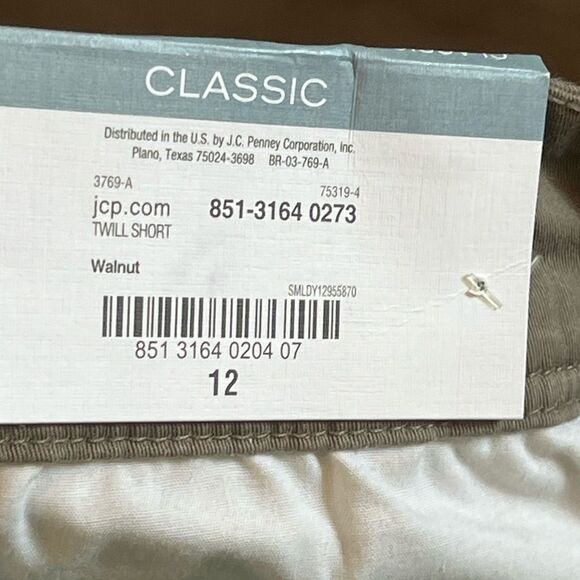 CLASSIC
Distributed in the U.S. by J.C. Penney Corporation, Inc.
Plano, Texas 75024-3698 BR-03-769-A
3769-A 75319-4
jcp.com 851-3164 0273
TWILL SHORT
Walnut
SMLDY12955870
851 3164 0204 07
12